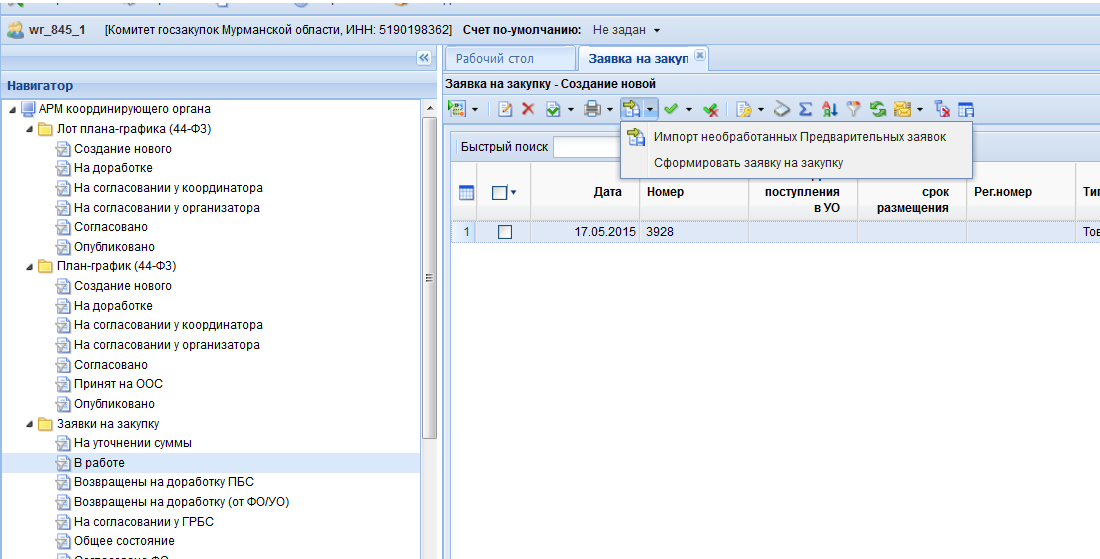 wr_845_1 [Комитет госзакупок Мурманской области, ИНН: 5190198362] Счет по-умолчанию: Не задан
Рабочий стол Заявка на закуп
Навигатор
Заявка на закупку - Создание новой
АРМ координирующего органа
Лот плана-графика (44-ФЗ)
Создание нового
На доработке
На согласовании у координатора
На согласовании у организатора
Согласовано
Опубликовано
План-график (44-ФЗ)
Создание нового
На доработке
На согласовании у координатора
На согласовании у организатора
Согласовано
Принят на ООС
Опубликовано
Заявки на закупку
На уточнении суммы
В работе
Возвращены на доработку ПБС
Возвращены на доработку (от ФО/УО)
На согласовании у ГРБС
Общее состояние
Импорт необработанных Предварительных заявок
Сформировать заявку на закупку
Быстрый поиск
Дата Номер поступления в УО срок размещения Рег.номер Тип
1 17.05.2015 3928 Тов